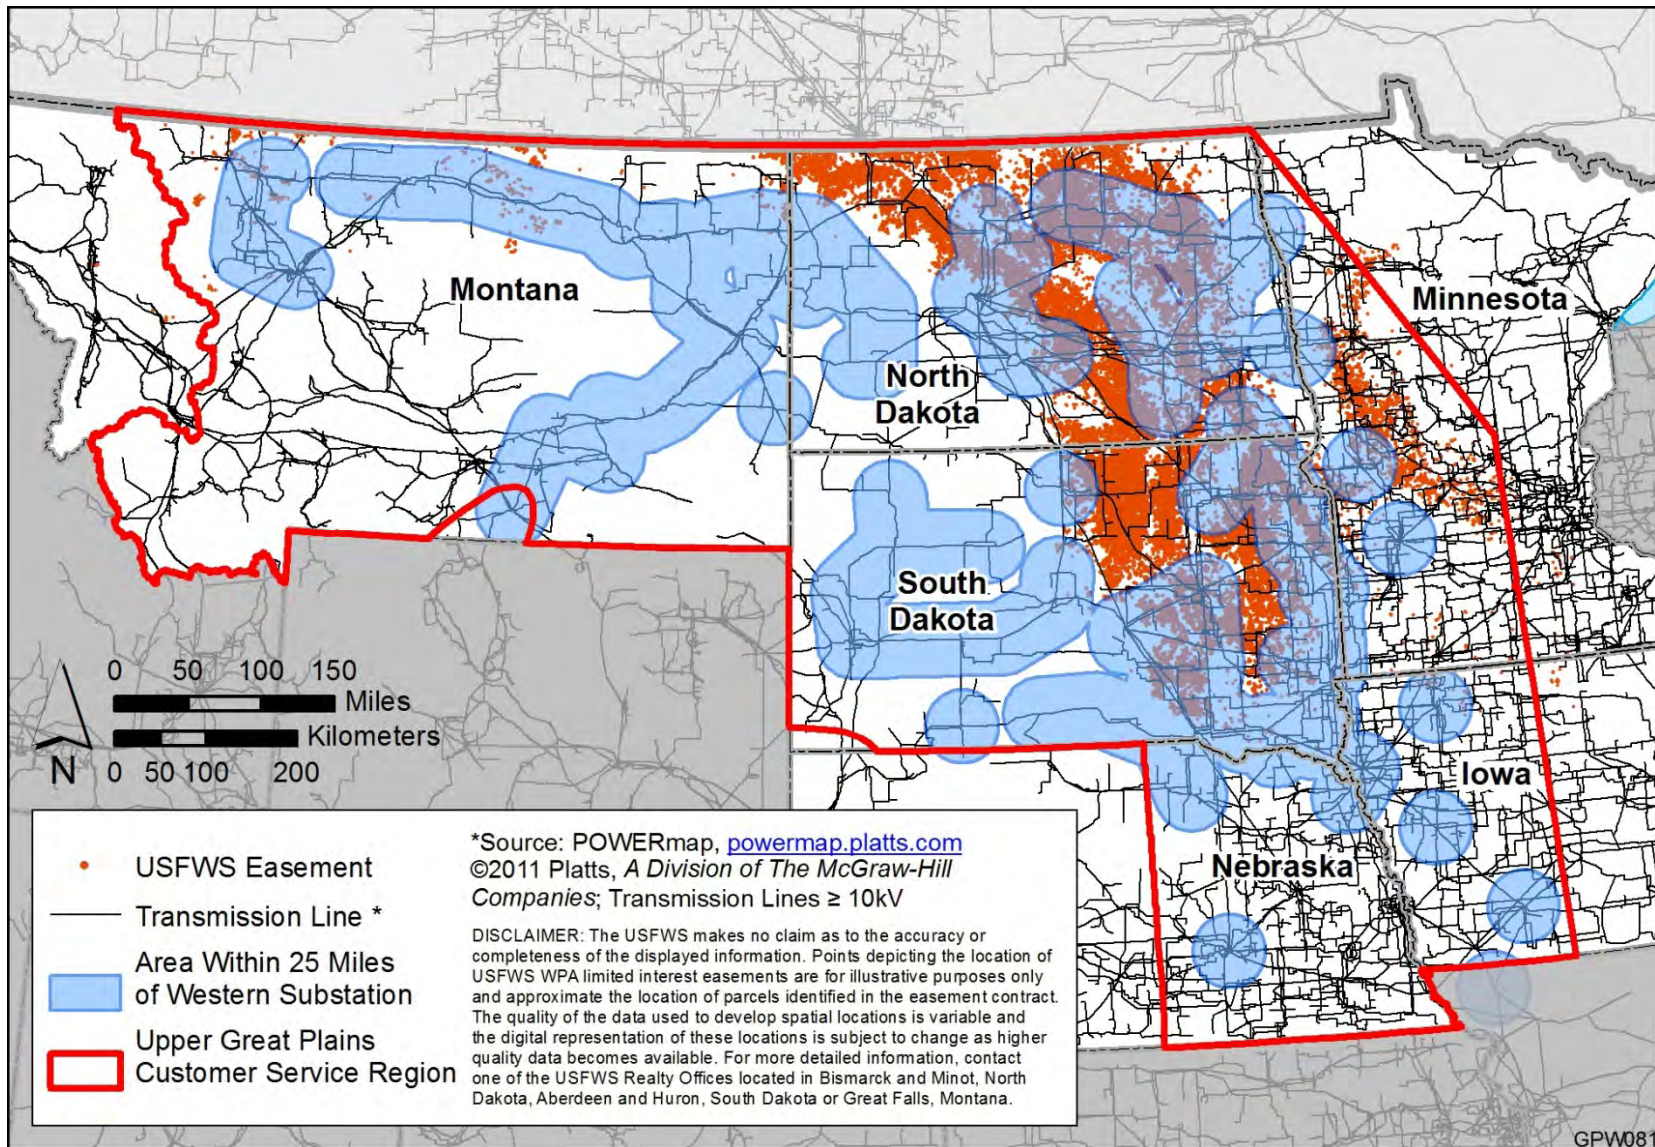 Montana
Minnesota
North
Dakota
South
Dakota
0 50 100 150
Miles
Kilometers
0 50 100 200
N
Iowa
Nebraska
USFWS Easement
Transmission Line *
Area Within 25 Miles
of Western Substation
Upper Great Plains
Customer Service Region
*Source: POWERmap, powermap.platts.com
©2011 Platts, A Division of The McGraw-Hill
Companies; Transmission Lines ≥ 10kV
DISCLAIMER: The USFWS makes no claim as to the accuracy or
completeness of the displayed information. Points depicting the location of
USFWS WPA limited interest easements are for illustrative purposes only
and approximate the location of parcels identified in the easement contract.
The quality of the data used to develop spatial locations is variable and
the digital representation of these locations is subject to change as higher
quality data becomes available. For more detailed information, contact
one of the USFWS Realty Offices located in Bismarck and Minot, North
Dakota, Aberdeen and Huron, South Dakota or Great Falls, Montana.
GPW081